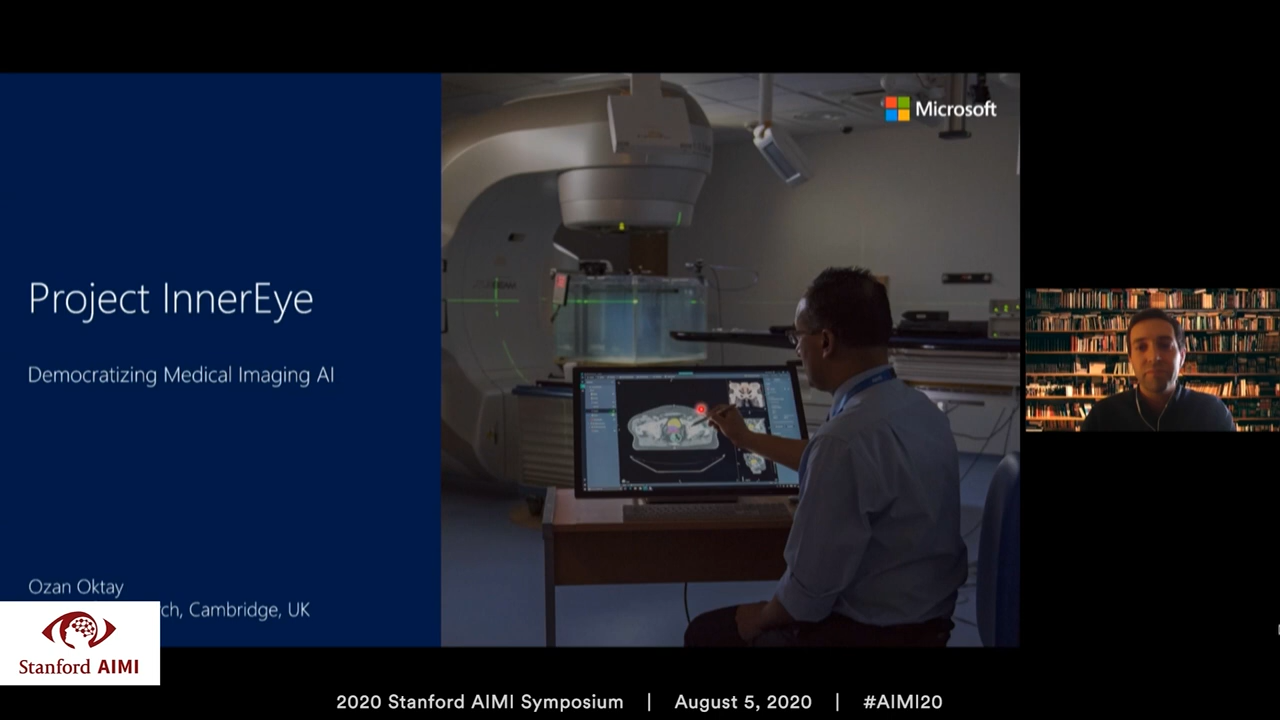 Microsoft
Project InnerEye
Democratizing Medical Imaging AI
Ozan Oktay
ch, Cambridge, UK
Stanford AIMI
2020 Stanford AIMI Symposium | August 5, 2020 | #AIMI20